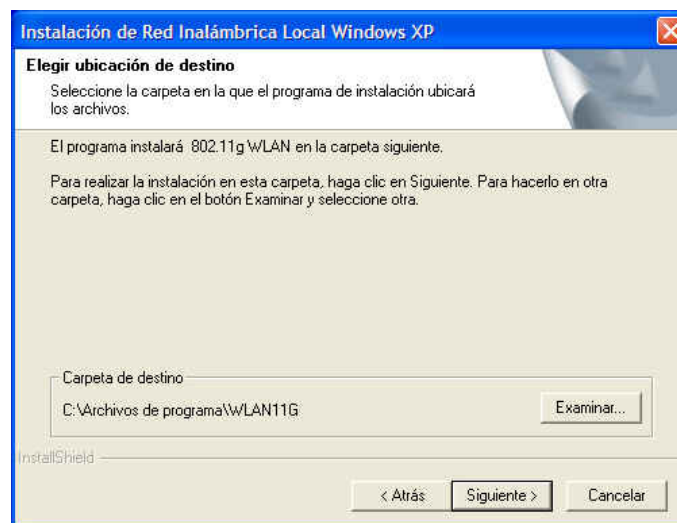 Instalación de Red Inalámbrica Local Windows XP
Elegir ubicación de destino
Seleccione la carpeta en la que el programa de instalación ubicará
los archivos.
El programa instalará 802.11g WLAN en la carpeta siguiente.
Para realizar la instalación en esta carpeta, haga clic en Siguiente. Para hacerlo en otra
carpeta, haga clic en el botón Examinar y seleccione otra.
Carpeta de destino
C:\Archivos de programa\WLAN11G
Examinar...
InstallShield
< Atrás
Siguiente >
Cancelar